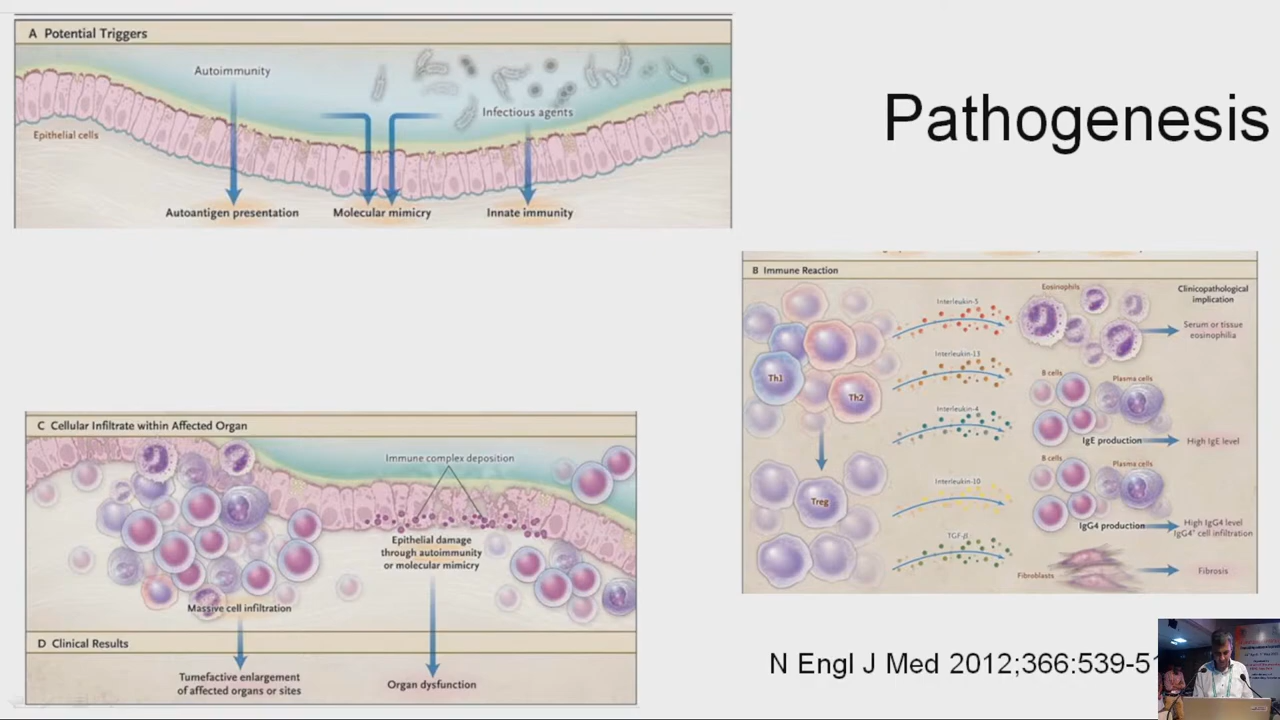 A Potential Triggers
Autoimmunity
Infectious agents
Epithelial cells
Autoantigen presentation
Molecular mimicry
Innate immunity
Pathogenesis
B Immune Reaction
Interleukin-5
Eosinophils
Clinicopathological
implication
Serum or tissue
eosinophilia
Th1
Th2
Interleukin-13
B cells
Plasma cells
Interleukin-4
IgE production
High IgE level
B cells
Plasma cells
Treg
Interleukin-10
IgG4 production
High IgG4 level
IgG4+ cell infiltration
TGF-β
Fibroblasts
Fibrosis
C Cellular Infiltrate within Affected Organ
Immune complex deposition
Epithelial damage
through autoimmunity
or molecular mimicry
Massive cell infiltration
D Clinical Results
Tumefactive enlargement
of affected organs or sites
Organ dysfunction
N Engl J Med 2012;366:539-5